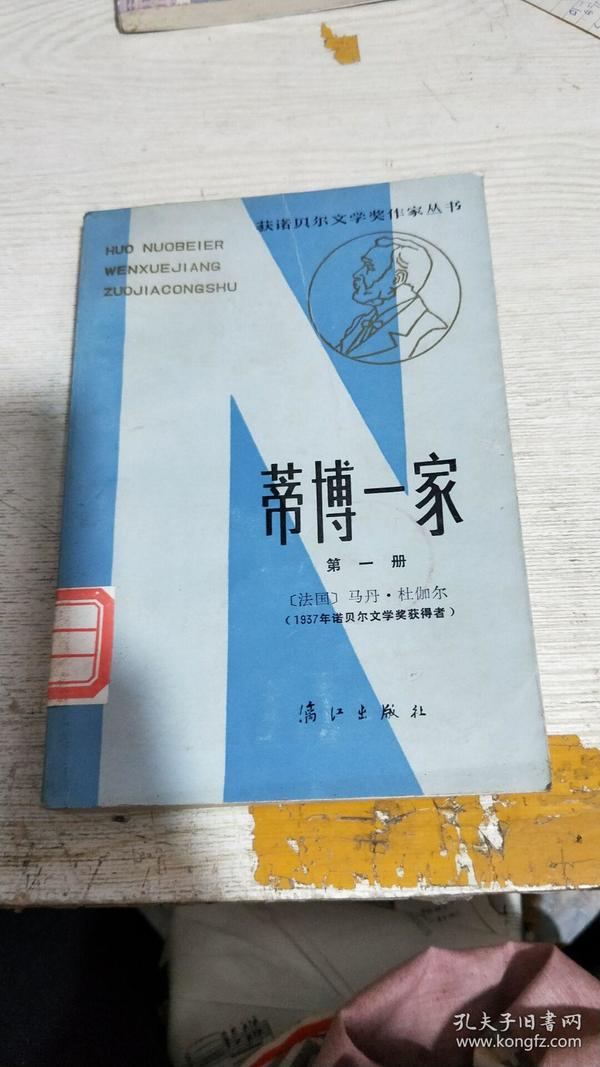 获诺贝尔文学奖作家丛书
HUO NUOBEIER
WENXUEJIANG
ZUOJIACONGSHU
蒂博一家
第一册
〔法国〕马丹·杜伽尔
(1937年诺贝尔文学奖获得者)
漓江出版社
孔夫子旧书网
www.kongfz.com